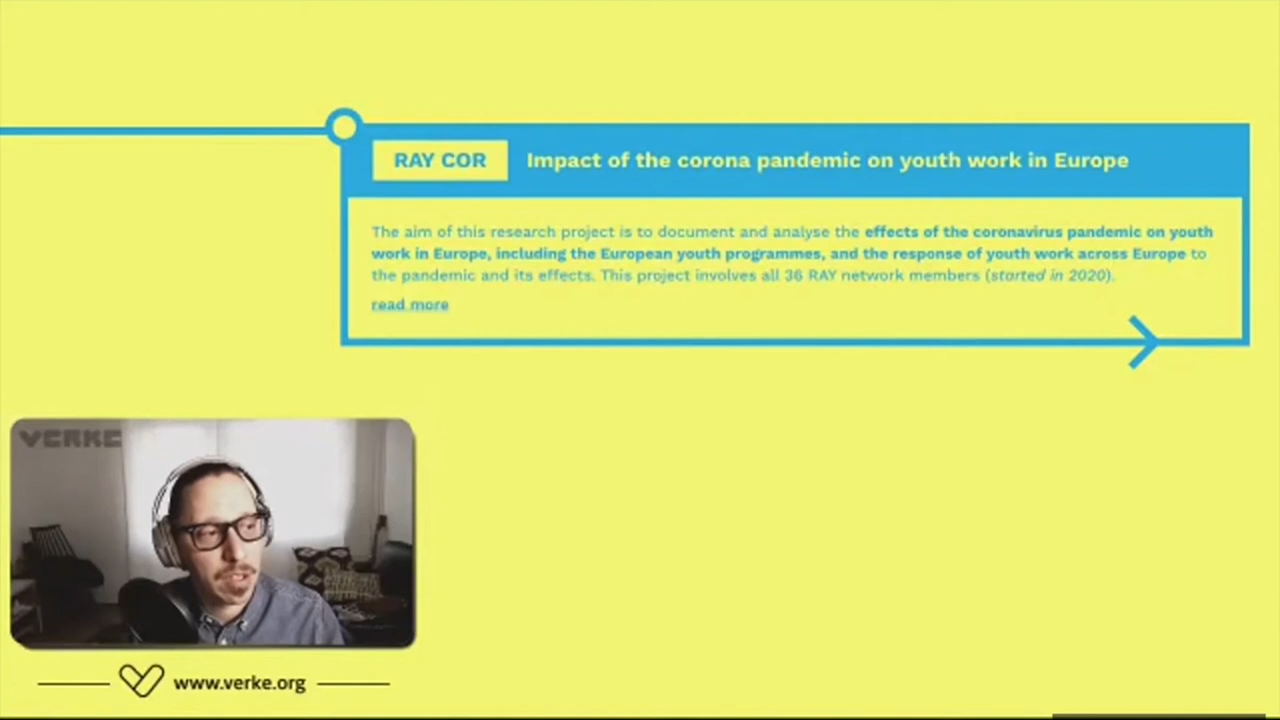 RAY COR
Impact of the corona pandemic on youth work in Europe
The aim of this research project is to document and analyse the effects of the coronavirus pandemic on youth
work in Europe, including the European youth programmes, and the response of youth work across Europe to
the pandemic and its effects. This project involves all 36 RAY network members (started in 2020).
read more
VERKE
www.verke.org